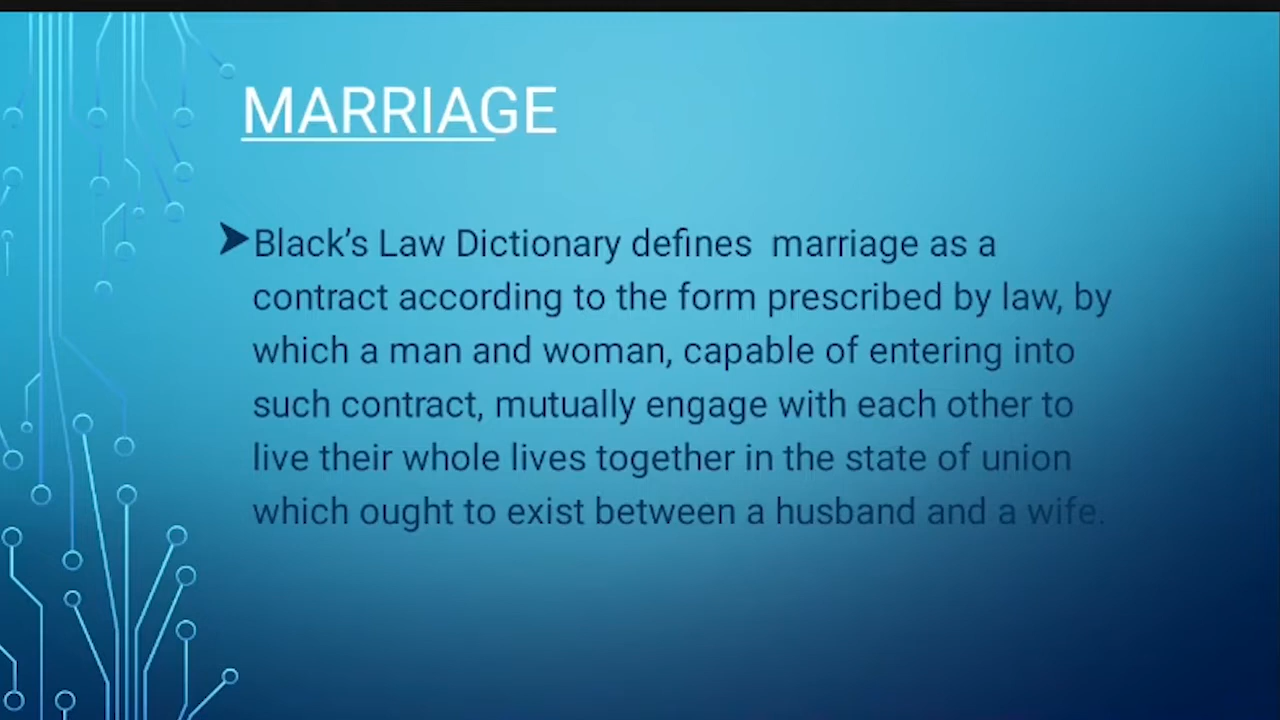 MARRIAGE
➤Black’s Law Dictionary defines  marriage as a
contract according to the form prescribed by law, by
which a man and woman, capable of entering into
such contract, mutually engage with each other to
live their whole lives together in the state of union
which ought to exist between a husband and a wife.